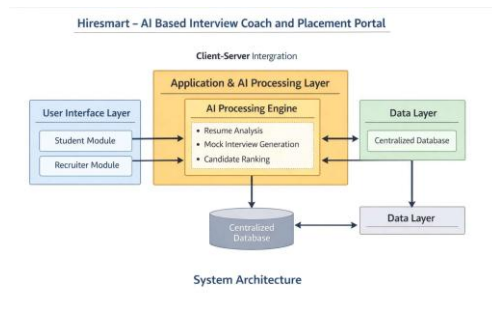 Hiresmart – AI Based Interview Coach and Placement Portal
Client-Server Intergration
Application & AI Processing Layer
User Interface Layer
Student Module
Recruiter Module
AI Processing Engine
• Resume Analysis
• Mock Interview Generation
• Candidate Ranking
Data Layer
Centralized Database
Centralized
Database
Data Layer
System Architecture